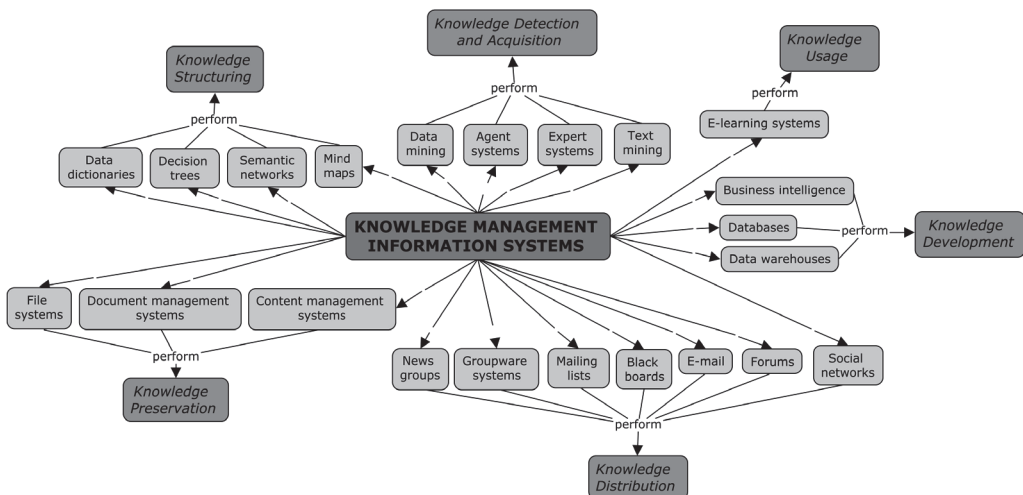 Knowledge Detection
and Acquisition
Knowledge
Usage
Knowledge
Structuring
perform
perform
perform
E-learning systems
Data
mining
Agent
systems
Expert
systems
Text
mining
Data
dictionaries
Decision
trees
Semantic
networks
Mind
maps
Business intelligence
Databases
Data warehouses
perform
Knowledge
Development
KNOWLEDGE MANAGEMENT
INFORMATION SYSTEMS
File
systems
Document management
systems
Content management
systems
perform
Knowledge
Preservation
News
groups
Groupware
systems
Mailing
lists
Black
boards
E-mail
Forums
Social
networks
perform
Knowledge
Distribution